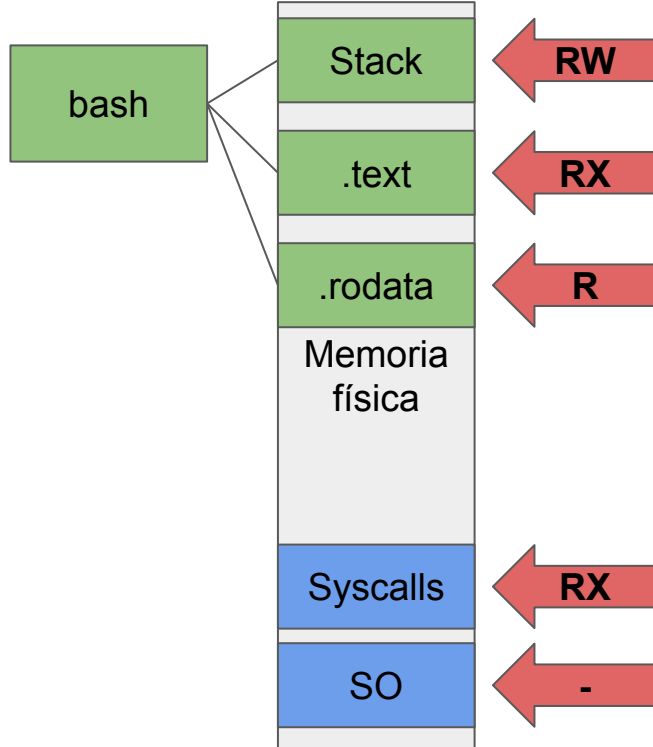 bash
Stack
RW
.text
RX
.rodata
R
Memoria
física
Syscalls
RX
SO
-